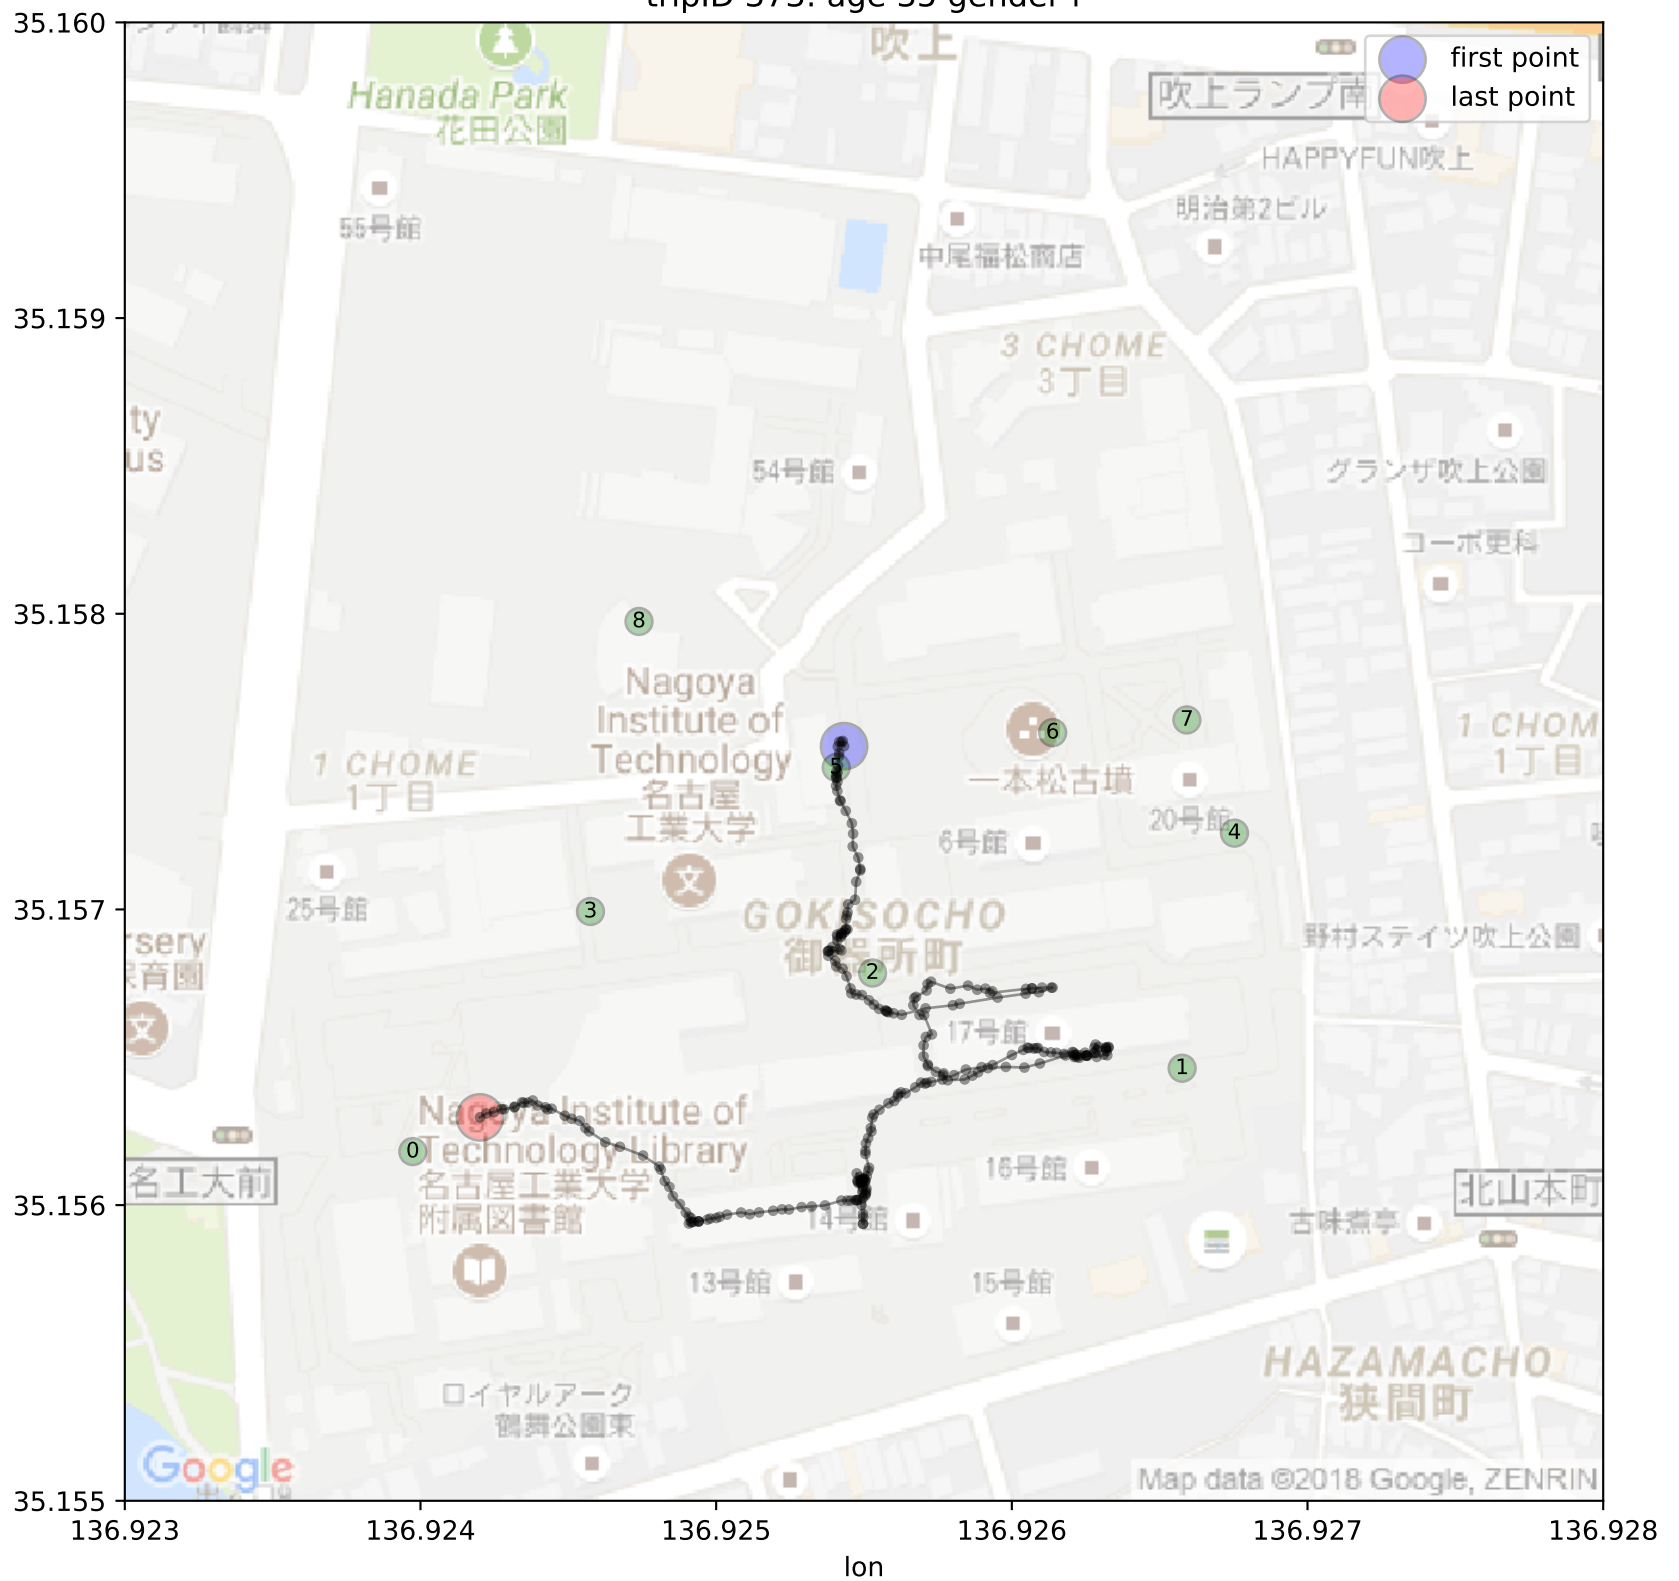 35.160
吹上
first point
last point
Hanada Park
花田公園
吹上ランプ南
HAPPYFUN吹上
55号館
明治第2ビル
中尾福松商店
35.159
3 CHOME
3丁目
ty
us
54号館
グランザ吹上公園
コーポ更科
35.158
8
Nagoya
Institute of
Technology
名古屋
工業大学
1 CHOME
1丁目
7
6
5
一本松古墳
1 CHOM
1丁目
20号館
4
6号館
25号館
3
35.157
GOKISOCHO
御器所町
野村ステイツ吹上公園
rsery
保育園
2
17号館
1
Nagoya Institute of
Technology Library
名古屋工業大学
附属図書館
0
名工大前
16号館
北山本町
35.156
14号館
古味煮亭
13号館
15号館
HAZAMACHO
狭間町
ロイヤルアーク
鶴舞公園東
Google
Map data ©2018 Google, ZENRIN
35.155
136.923
136.924
136.925
136.926
136.927
136.928
lon